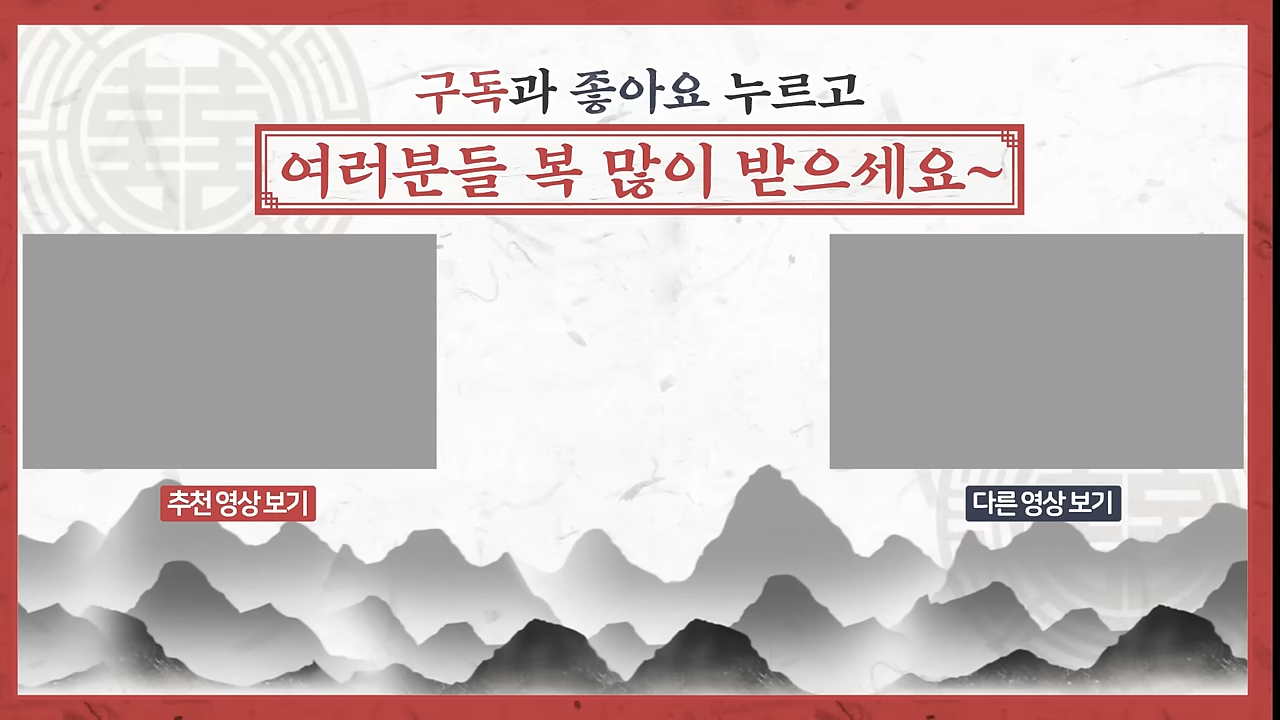 구독과 좋아요 누르고
여러분들 복 많이 받으세요~
추천 영상 보기
다른 영상 보기